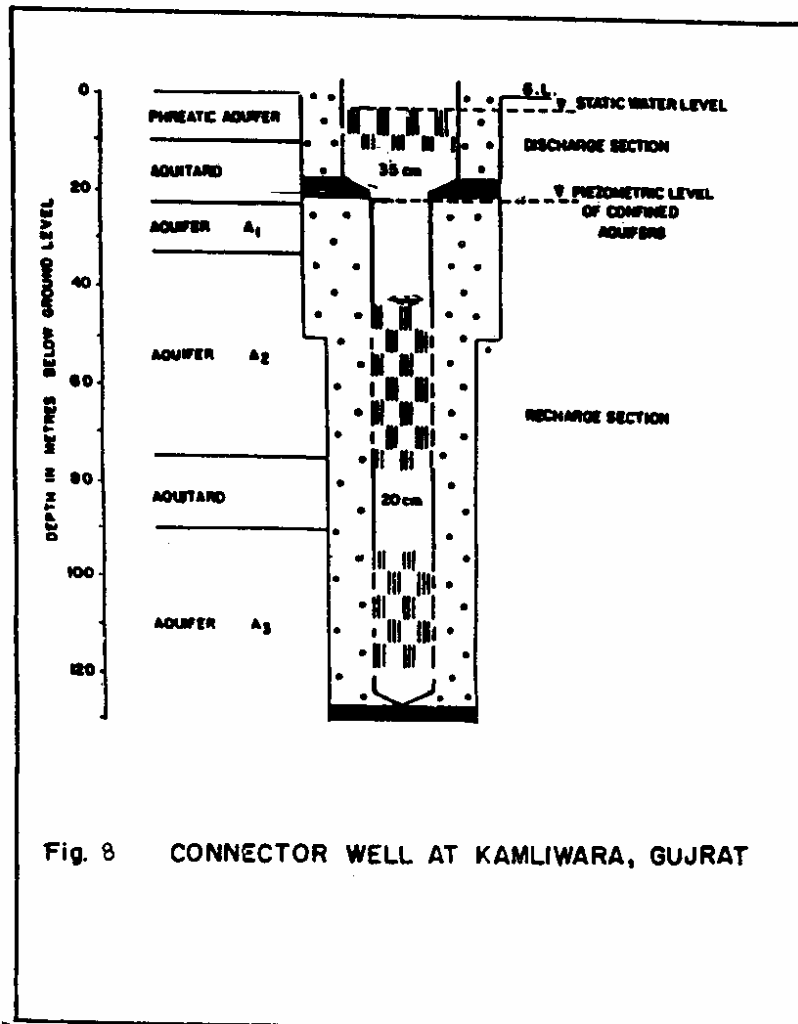 0
G.L.
STATIC WATER LEVEL
PHREATIC AQUIFER
DISCHARGE SECTION
AQUITARD
35 cm
20
PIEZOMETRIC LEVEL
OF CONFINED
AQUIFERS
AQUIFER A1
40
AQUIFER A2
60
RECHARGE SECTION
80
AQUITARD
20 cm
100
AQUIFER A3
120
DEPTH IN METRES BELOW GROUND LEVEL
Fig. 8 CONNECTOR WELL AT KAMLIWARA, GUJRAT